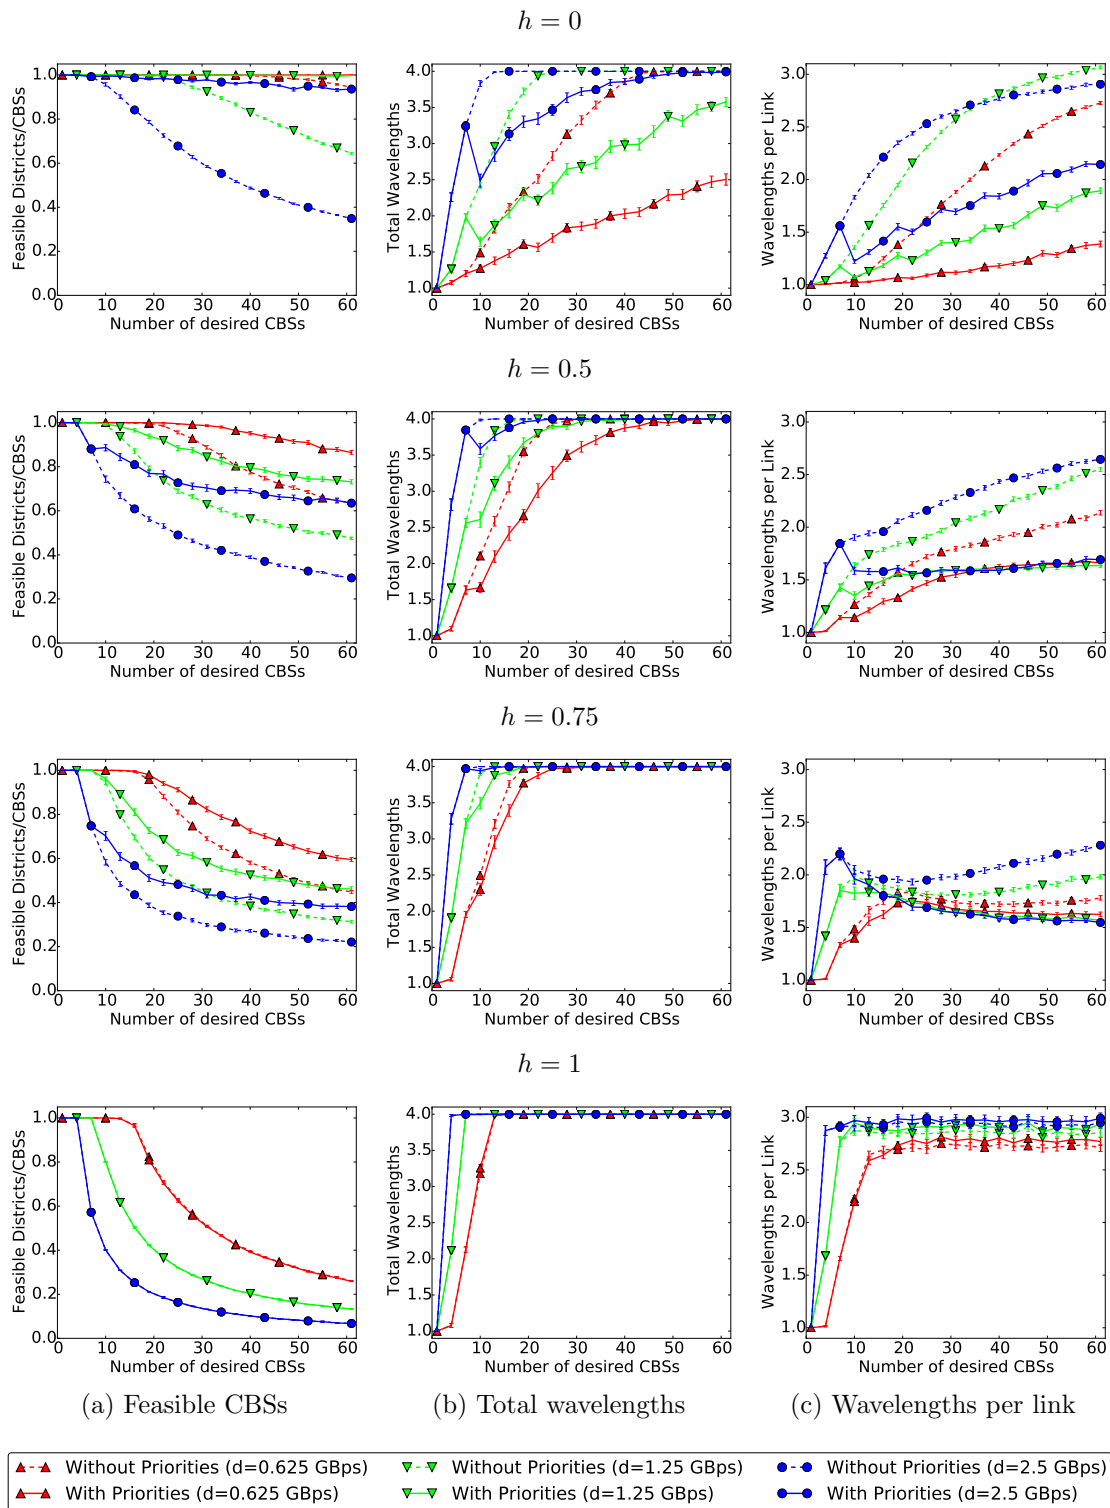 h = 0
Feasible Districts/CBSs
1.0
0.8
0.6
0.4
0.2
0.0
0 10 20 30 40 50 60
Number of desired CBSs
Total Wavelengths
4.0
3.5
3.0
2.5
2.0
1.5
1.0
0 10 20 30 40 50 60
Number of desired CBSs
Wavelengths per Link
3.0
2.5
2.0
1.5
1.0
0 10 20 30 40 50 60
Number of desired CBSs
h = 0.5
Feasible Districts/CBSs
1.0
0.8
0.6
0.4
0.2
0.0
0 10 20 30 40 50 60
Number of desired CBSs
Total Wavelengths
4.0
3.5
3.0
2.5
2.0
1.5
1.0
0 10 20 30 40 50 60
Number of desired CBSs
Wavelengths per Link
3.0
2.5
2.0
1.5
1.0
0 10 20 30 40 50 60
Number of desired CBSs
h = 0.75
Feasible Districts/CBSs
1.0
0.8
0.6
0.4
0.2
0.0
0 10 20 30 40 50 60
Number of desired CBSs
Total Wavelengths
4.0
3.5
3.0
2.5
2.0
1.5
1.0
0 10 20 30 40 50 60
Number of desired CBSs
Wavelengths per Link
3.0
2.5
2.0
1.5
1.0
0 10 20 30 40 50 60
Number of desired CBSs
h = 1
Feasible Districts/CBSs
1.0
0.8
0.6
0.4
0.2
0.0
0 10 20 30 40 50 60
Number of desired CBSs
Total Wavelengths
4.0
3.5
3.0
2.5
2.0
1.5
1.0
0 10 20 30 40 50 60
Number of desired CBSs
Wavelengths per Link
3.0
2.5
2.0
1.5
1.0
0 10 20 30 40 50 60
Number of desired CBSs
(a) Feasible CBSs
(b) Total wavelengths
(c) Wavelengths per link
Without Priorities (d=0.625 GBps)
With Priorities (d=0.625 GBps)
Without Priorities (d=1.25 GBps)
With Priorities (d=1.25 GBps)
Without Priorities (d=2.5 GBps)
With Priorities (d=2.5 GBps)